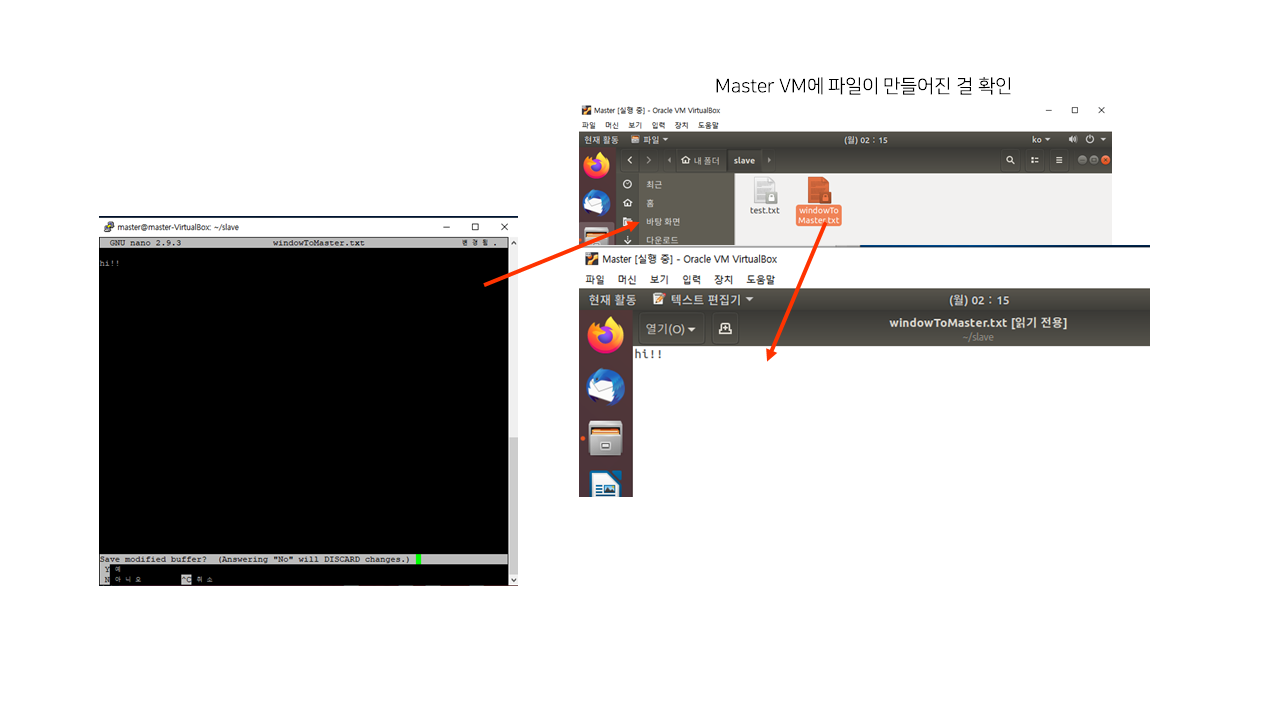 Master VM에 파일이 만들어진 걸 확인
Master [실행 중] - Oracle VM VirtualBox
파일 머신 보기 입력 장치 도움말
현재 활동 파일 (월) 02 : 15 ko
내 폴더 slave
최근
홈
바탕 화면
다운로드
test.txt
windowTo
Master.txt
master@master-VirtualBox: ~/slave
GNU nano 2.9.3 windowToMaster.txt 변경됨.
hi!!
Save modified buffer? (Answering "No" will DISCARD changes.)
Y 예
N 아니오 ^C 취소
Master [실행 중] - Oracle VM VirtualBox
파일 머신 보기 입력 장치 도움말
현재 활동 텍스트 편집기 (월) 02 : 15
열기(O) windowToMaster.txt [읽기 전용]
~/slave
hi!!